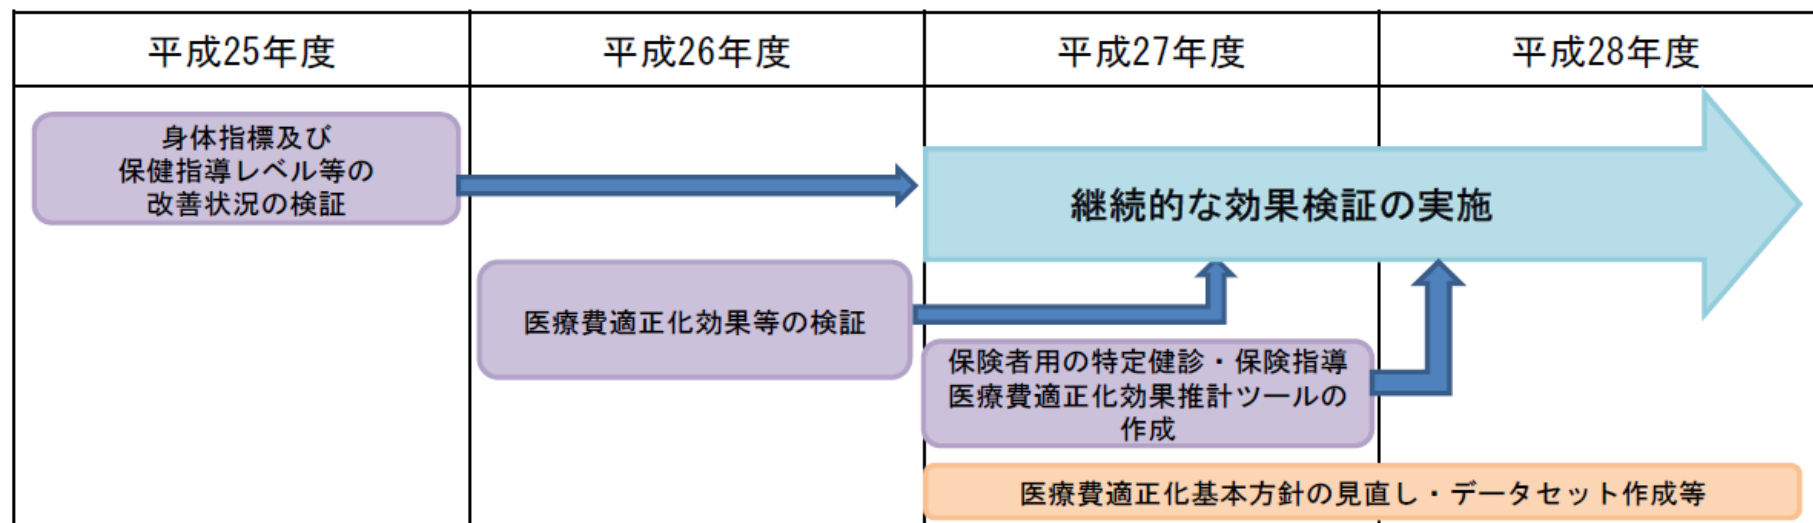 平成25年度
平成26年度
平成27年度
平成28年度
身体指標及び
保健指導レベル等の
改善状況の検証
継続的な効果検証の実施
医療費適正化効果等の検証
保険者用の特定健診・保険指導
医療費適正化効果推計ツールの
作成
医療費適正化基本方針の見直し・データセット作成等